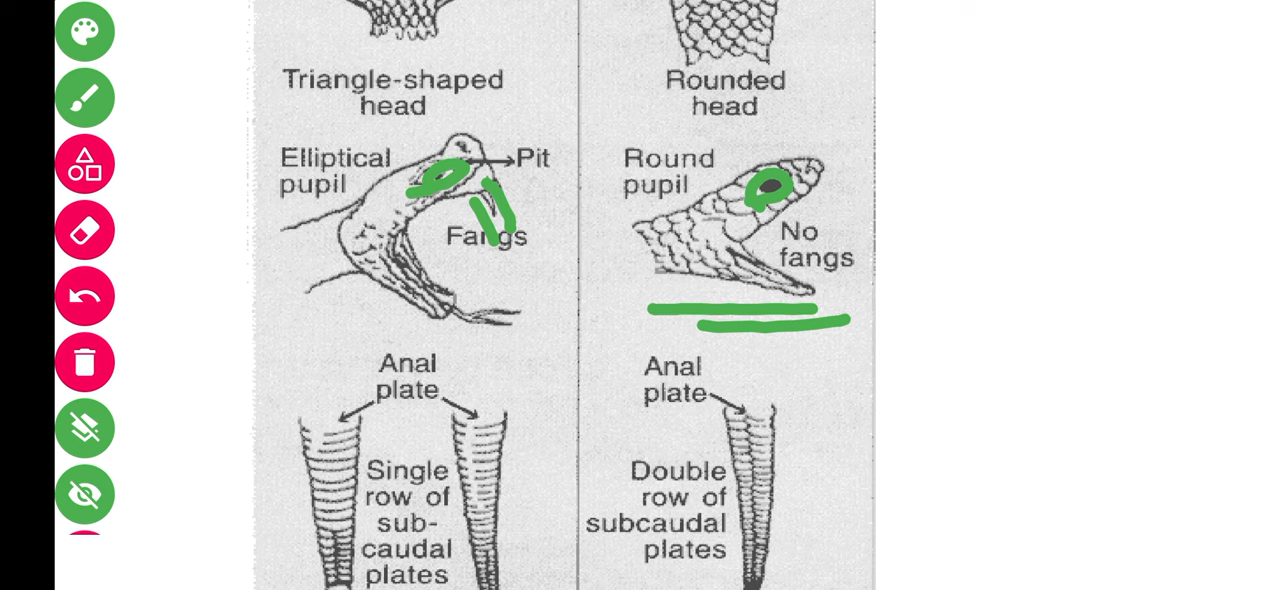 Triangle-shaped
head
Rounded
head
Elliptical
pupil
Pit
Fangs
Round
pupil
No
fangs
Anal
plate
Single
row of
sub-
caudal
plates
Anal
plate
Double
row of
subcaudal
plates